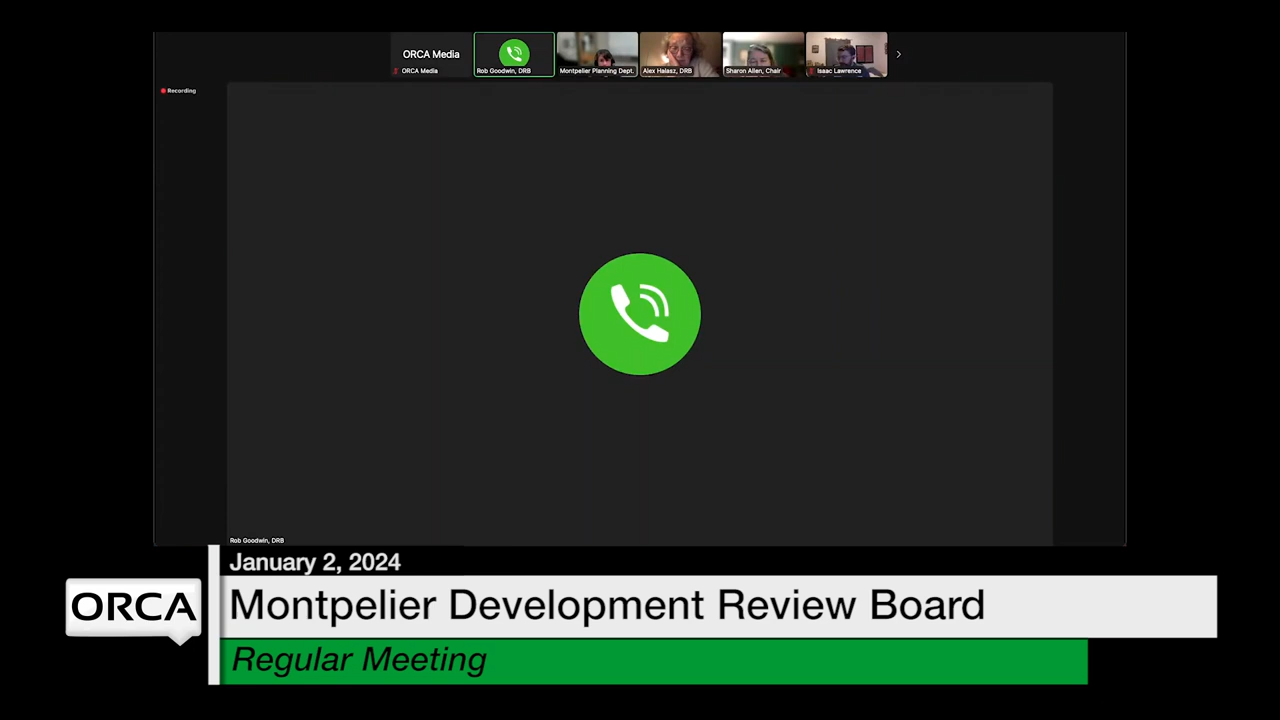 ORCA Media
ORCA Media
Rob Goodwin, DRB
Montpelier Planning Dept.
Alex Halasz, DRB
Sharon Allen, Chair
Isaac Lawrence
Recording
Rob Goodwin, DRB
January 2, 2024
ORCA
Montpelier Development Review Board
Regular Meeting